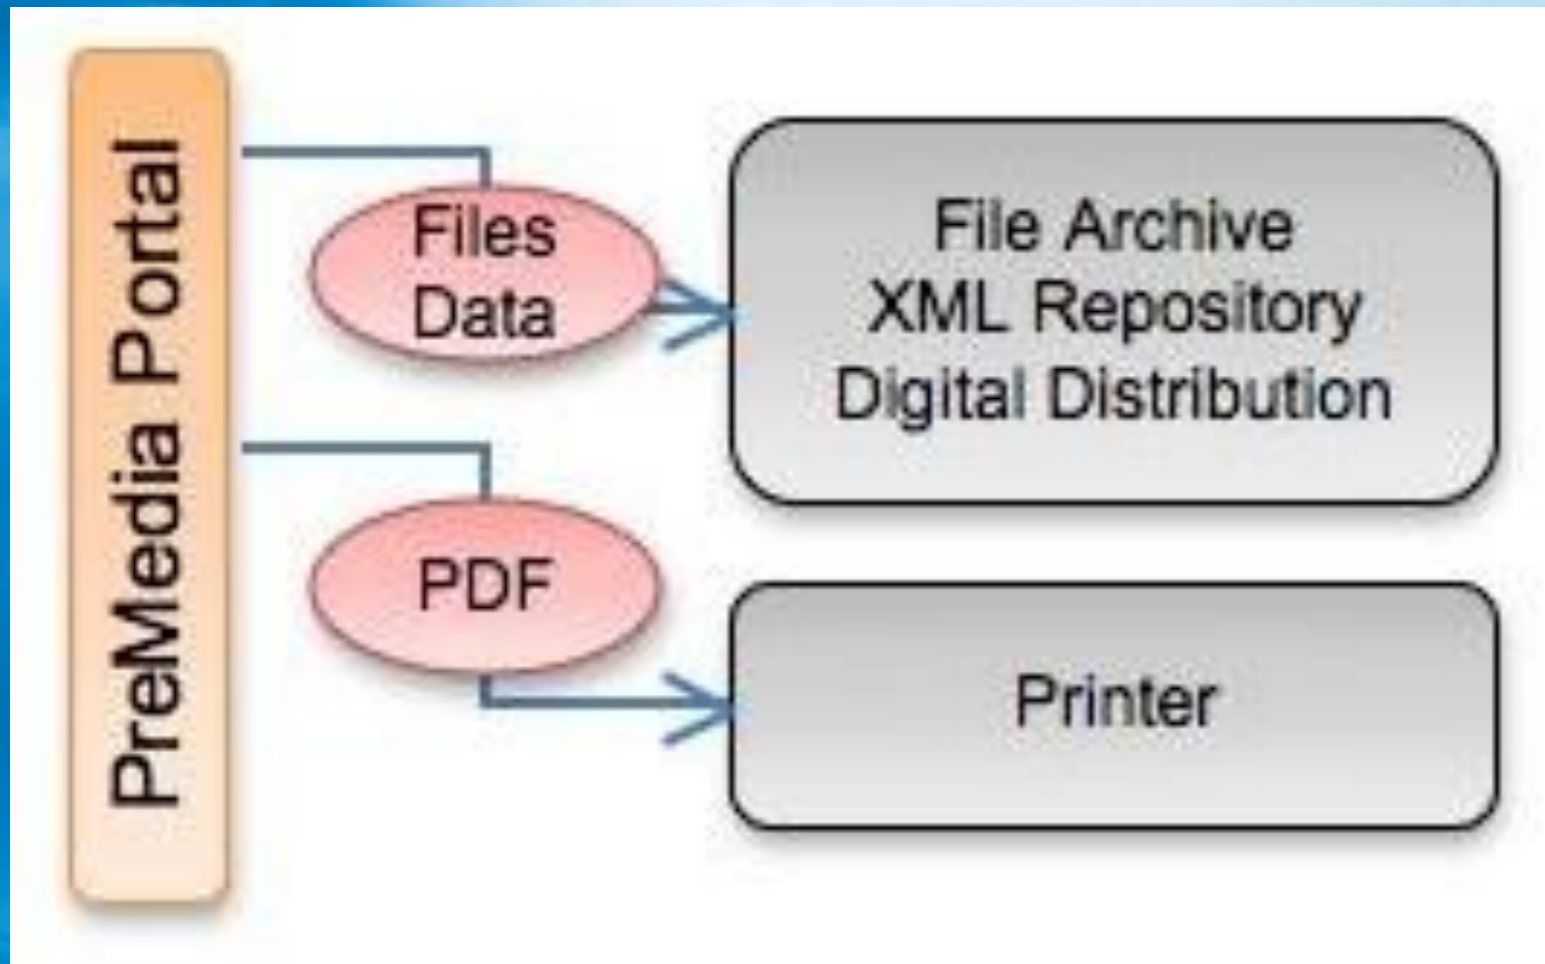 PreMedia Portal
Files
Data
File Archive
XML Repository
Digital Distribution
PDF
Printer